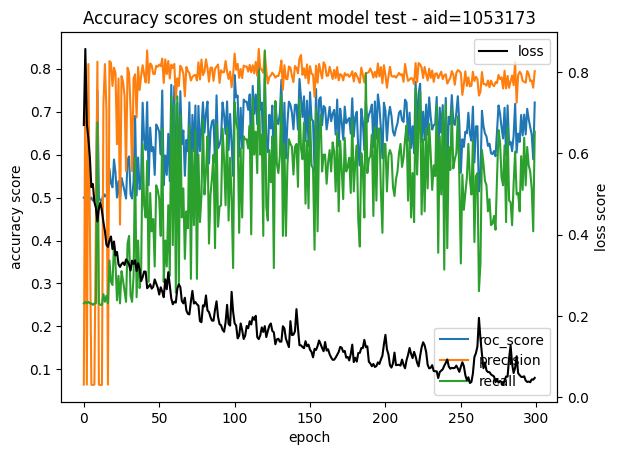 Accuracy scores on student model test - aid=1053173
loss
accuracy score
0.8
0.7
0.6
0.5
0.4
0.3
0.2
0.1
0.8
0.6
0.4
0.2
0.0
loss score
roc_score
precision
recall
0 50 100 150 200 250 300
epoch